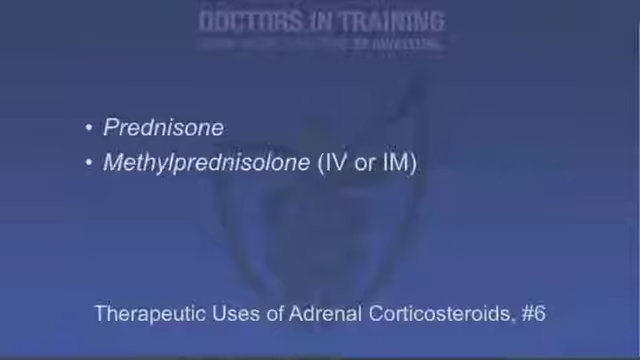 DOCTORS IN TRAINING
• Prednisone
• Methylprednisolone (IV or IM)
Therapeutic Uses of Adrenal Corticosteroids, #6